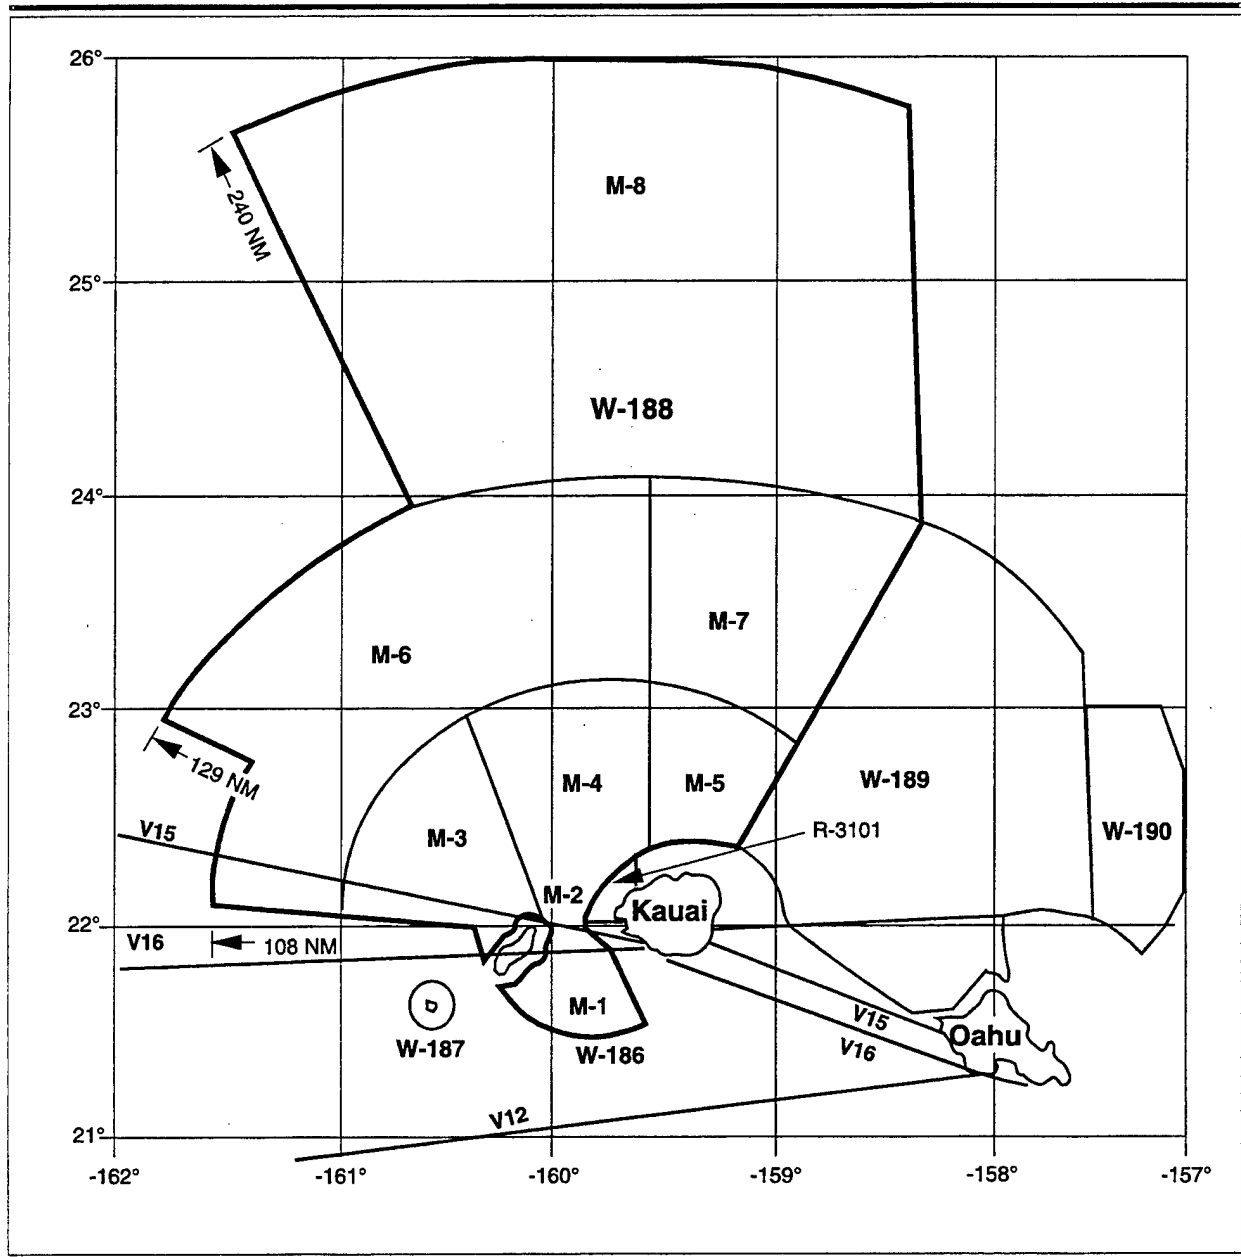 26°
M-8
240 NM
25°
W-188
24°
M-7
M-6
23°
129 NM
M-4
M-5
W-189
V15
M-3
R-3101
W-190
M-2
Kauai
22°
V16
108 NM
M-1
V15
Oahu
W-187
W-186
V16
V12
21°
-162° -161° -160° -159° -158° -157°